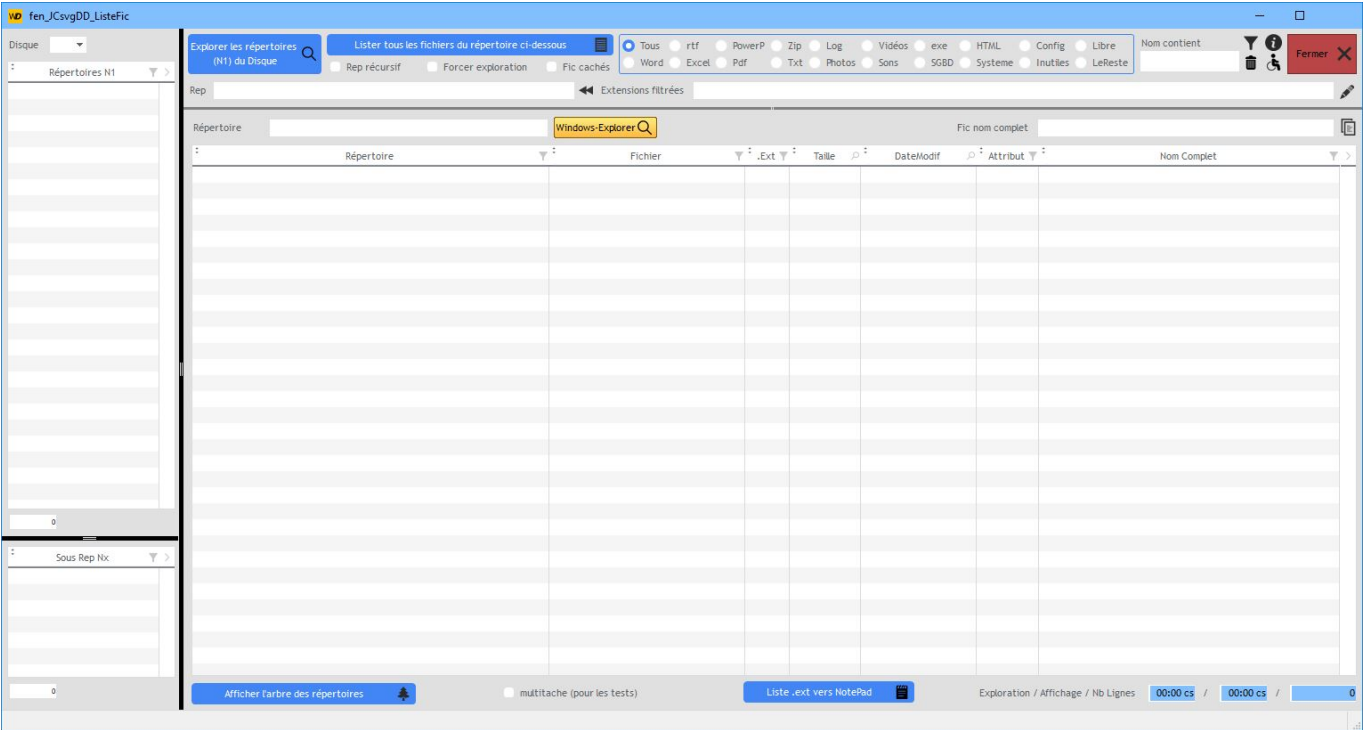 WD fen_JCsvgDD_ListeFic
Disque
Répertoires N1
0
Sous Rep Nx
0
Explorer les répertoires
(N1) du Disque
Lister tous les fichiers du répertoire ci-dessous
Rep récursif Forcer exploration Fic cachés
Tous rtf PowerP Zip Log Vidéos exe HTML Config Libre
Word Excel Pdf Txt Photos Sons SGBD Systeme Inutiles LeReste
Nom contient
Fermer
Rep
Extensions filtrées
Répertoire
Windows-Explorer
Fic nom complet
Répertoire Fichier .Ext Taille DateModif Attribut Nom Complet
Afficher l'arbre des répertoires
multitache (pour les tests)
Liste .ext vers NotePad
Exploration / Affichage / Nb Lignes 00:00 cs / 00:00 cs / 0